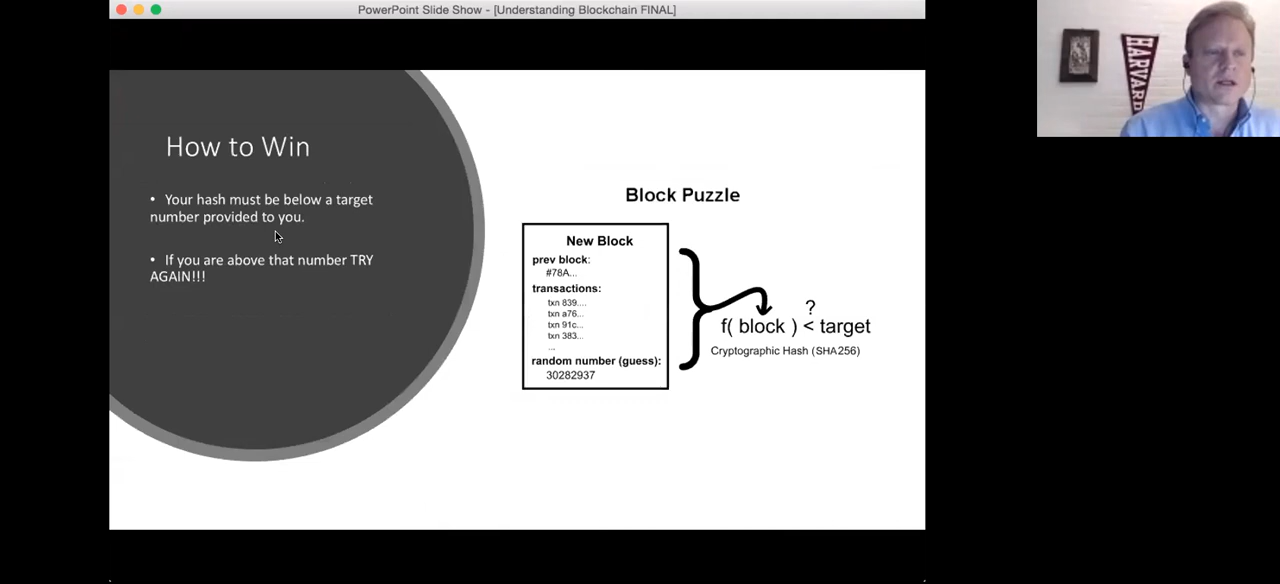 PowerPoint Slide Show - [Understanding Blockchain FINAL]
HARVARD
How to Win
• Your hash must be below a target
number provided to you.
• If you are above that number TRY
AGAIN!!!
Block Puzzle
New Block
prev block:
#78A...
transactions:
txn 839....
txn a76...
txn 91c...
txn 383...
...
random number (guess):
30282937
?
f( block ) < target
Cryptographic Hash (SHA256)